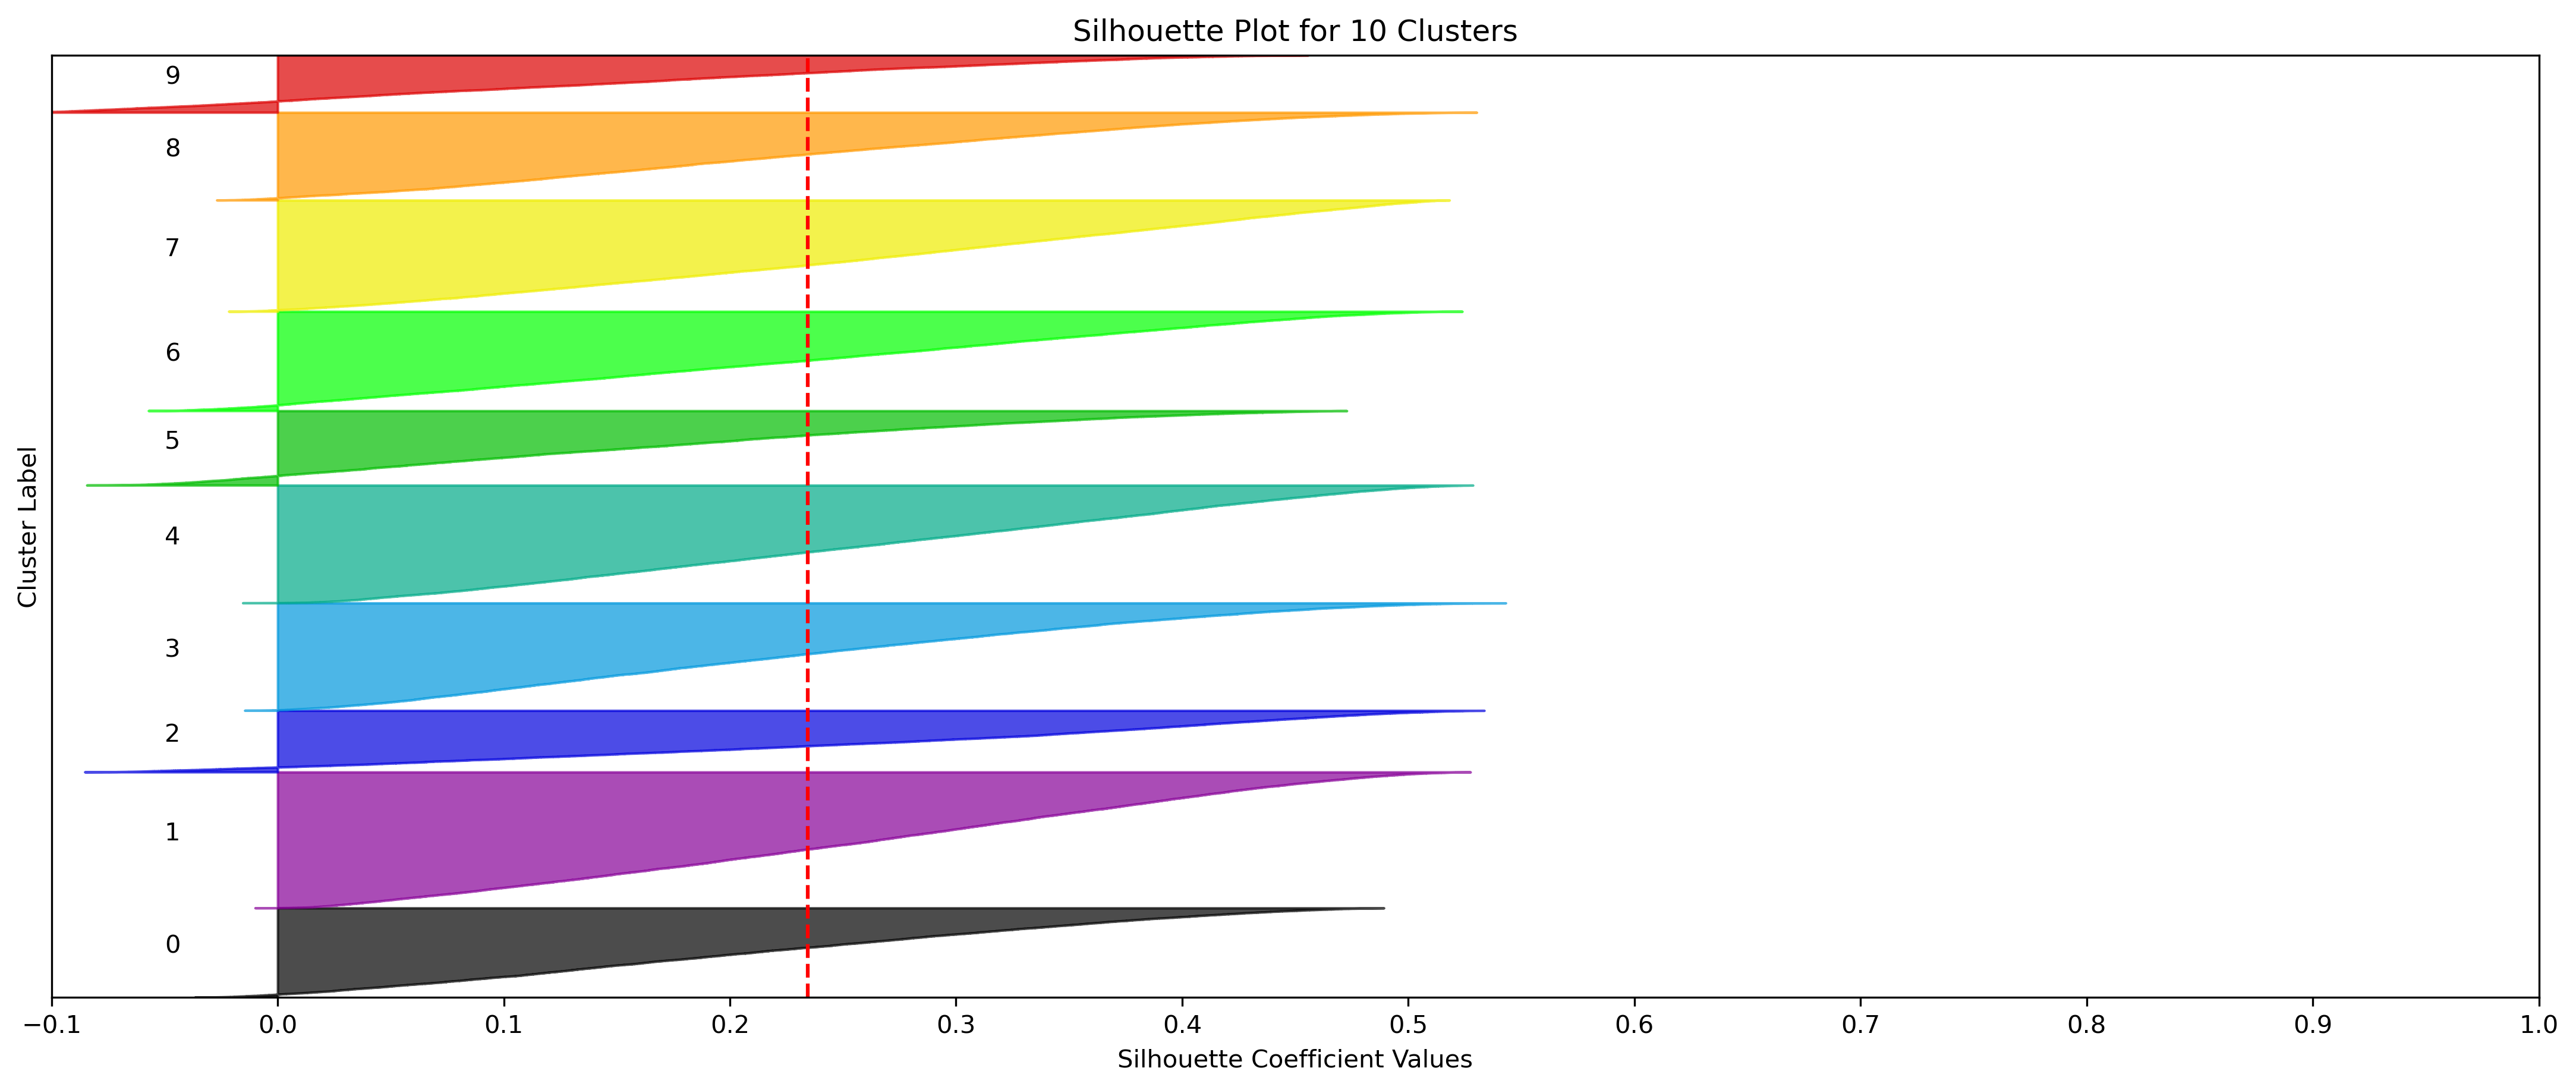 Silhouette Plot for 10 Clusters
9
8
7
6
5
4
3
2
1
0
Cluster Label
−0.1 0.0 0.1 0.2 0.3 0.4 0.5 0.6 0.7 0.8 0.9 1.0
Silhouette Coefficient Values